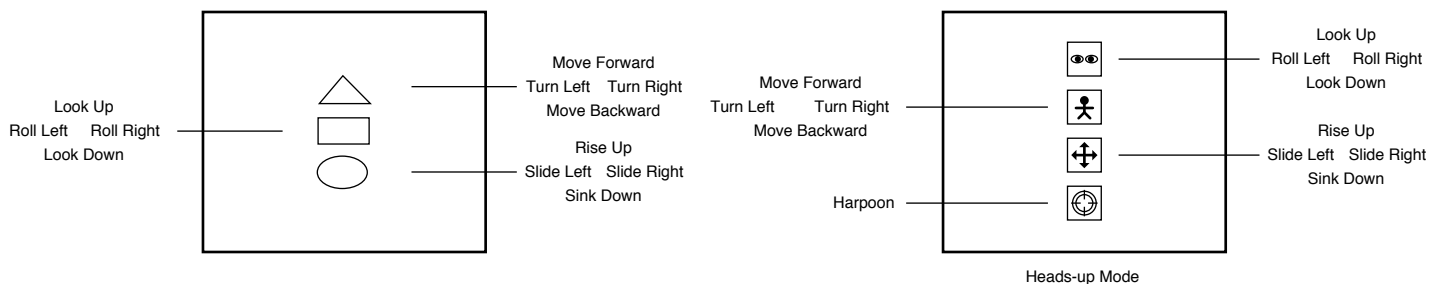 Move Forward
Turn Left Turn Right
Move Backward
Look Up
Roll Left Roll Right
Look Down
Rise Up
Slide Left Slide Right
Sink Down
Look Up
Roll Left Roll Right
Look Down
Move Forward
Turn Left Turn Right
Move Backward
Rise Up
Slide Left Slide Right
Sink Down
Harpoon
Heads-up Mode